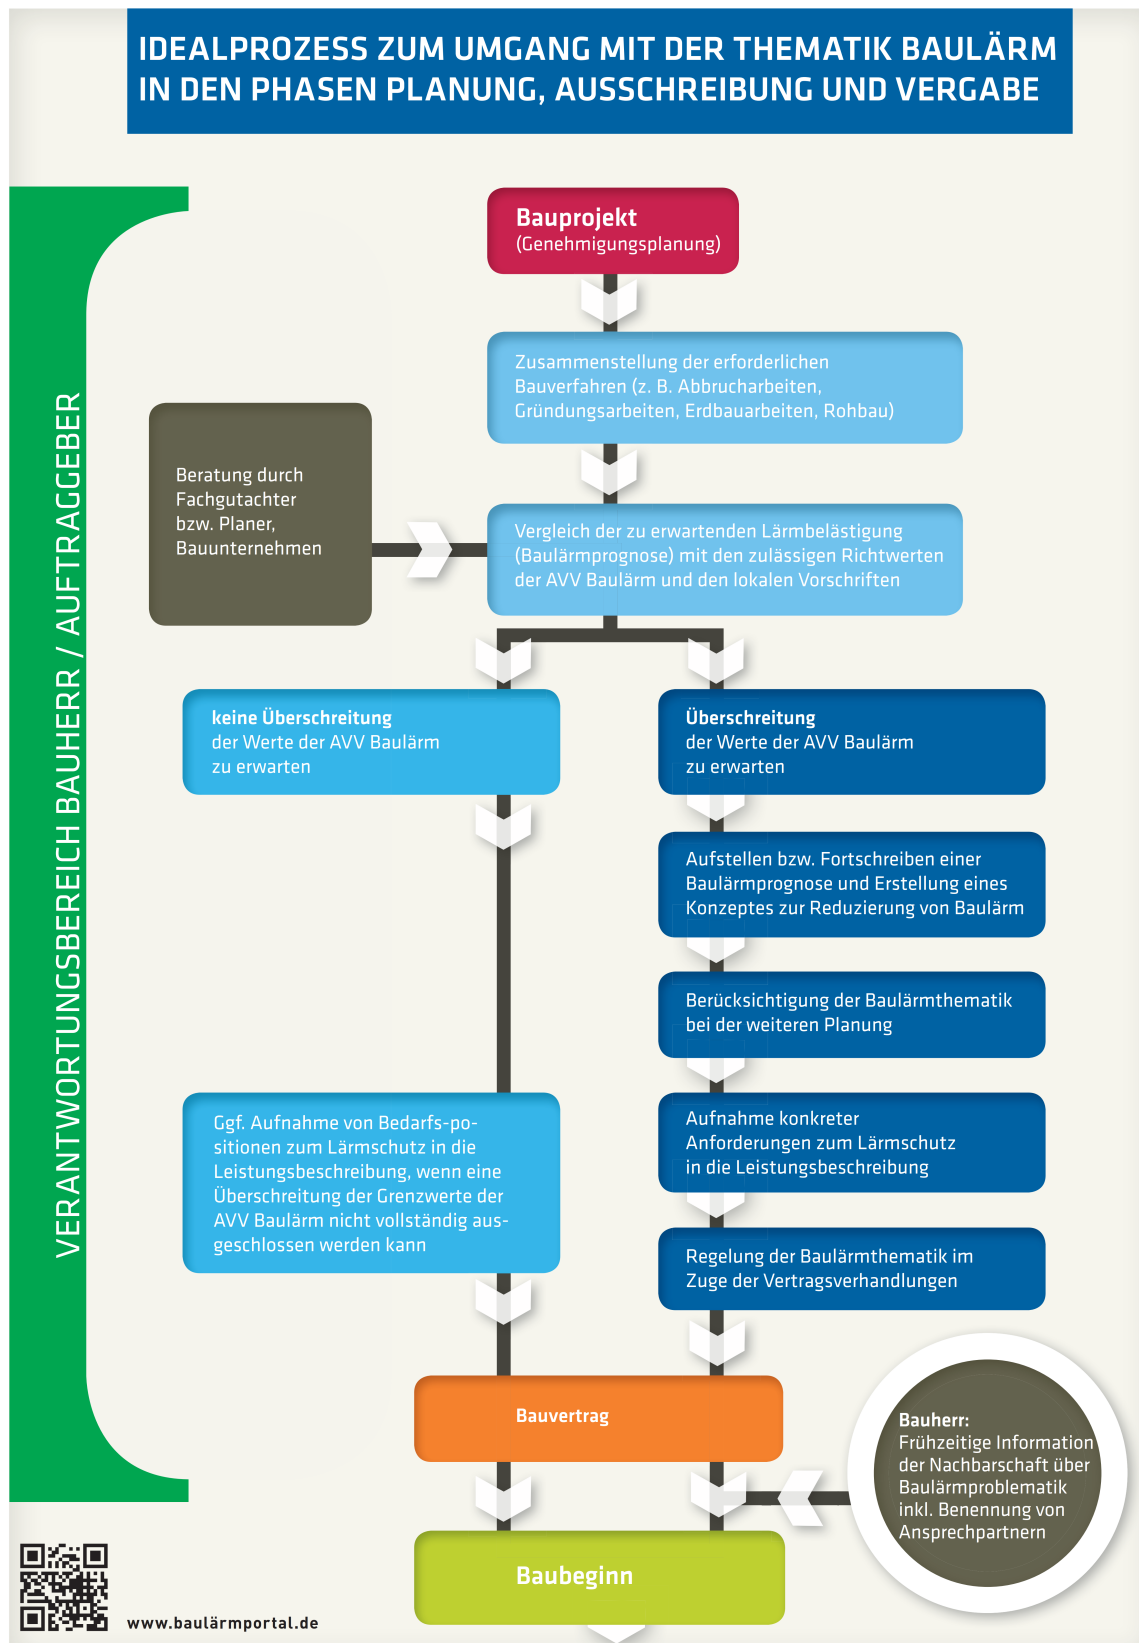 IDEALPROZESS ZUM UMGANG MIT DER THEMATIK BAULÄRM
IN DEN PHASEN PLANUNG, AUSSCHREIBUNG UND VERGABE
VERANTWORTUNGSBEREICH BAUHERR / AUFTRAGGEBER
Bauprojekt
(Genehmigungsplanung)
Zusammenstellung der erforderlichen
Bauverfahren (z. B. Abbrucharbeiten,
Gründungsarbeiten, Erdbauarbeiten, Rohbau)
Beratung durch
Fachgutachter
bzw. Planer,
Bauunternehmen
Vergleich der zu erwartenden Lärmbelästigung
(Baulärmprognose) mit den zulässigen Richtwerten
der AVV Baulärm und den lokalen Vorschriften
keine Überschreitung
der Werte der AVV Baulärm
zu erwarten
Überschreitung
der Werte der AVV Baulärm
zu erwarten
Aufstellen bzw. Fortschreiben einer
Baulärmprognose und Erstellung eines
Konzeptes zur Reduzierung von Baulärm
Berücksichtigung der Baulärmthematik
bei der weiteren Planung
Ggf. Aufnahme von Bedarfs-po-
sitionen zum Lärmschutz in die
Leistungsbeschreibung, wenn eine
Überschreitung der Grenzwerte der
AVV Baulärm nicht vollständig aus-
geschlossen werden kann
Aufnahme konkreter
Anforderungen zum Lärmschutz
in die Leistungsbeschreibung
Regelung der Baulärmthematik im
Zuge der Vertragsverhandlungen
Bauvertrag
Bauherr:
Frühzeitige Information
der Nachbarschaft über
Baulärmproblematik
inkl. Benennung von
Ansprechpartnern
Baubeginn
www.baulärmportal.de